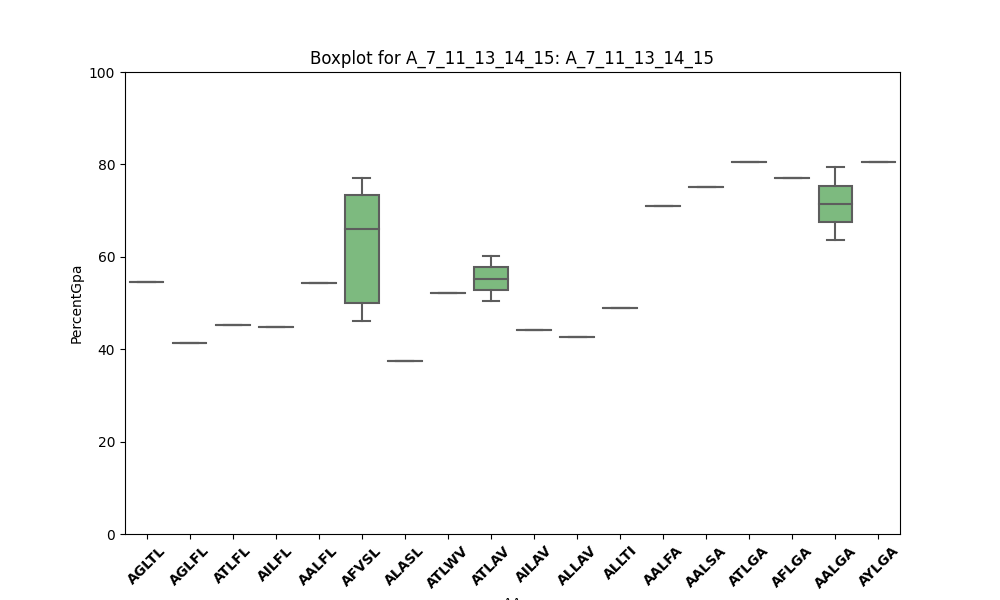 Boxplot for A_7_11_13_14_15: A_7_11_13_14_15
100
80
60
40
20
0
PercentGpa
AGLTL
AGLFL
ATLFL
AILFL
AALFL
AFVSL
ALASL
ATLWV
ATLAV
AILAV
ALLAV
ALLTI
AALFA
AALSA
ATLGA
AFLGA
AALGA
AYLGA